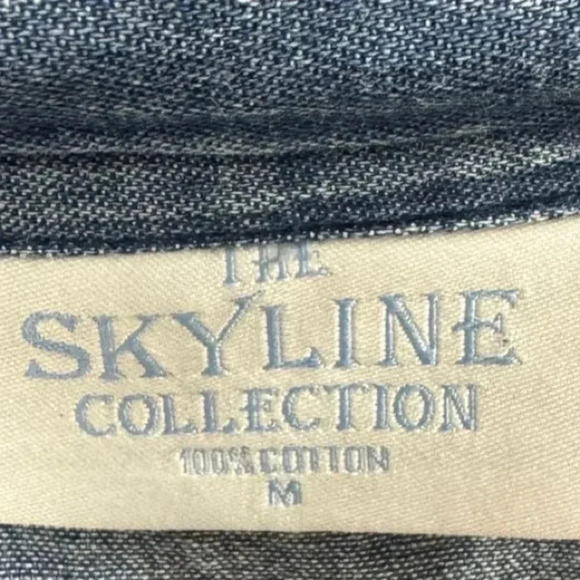 THE
SKYLINE
COLLECTION
100% COTTON
M